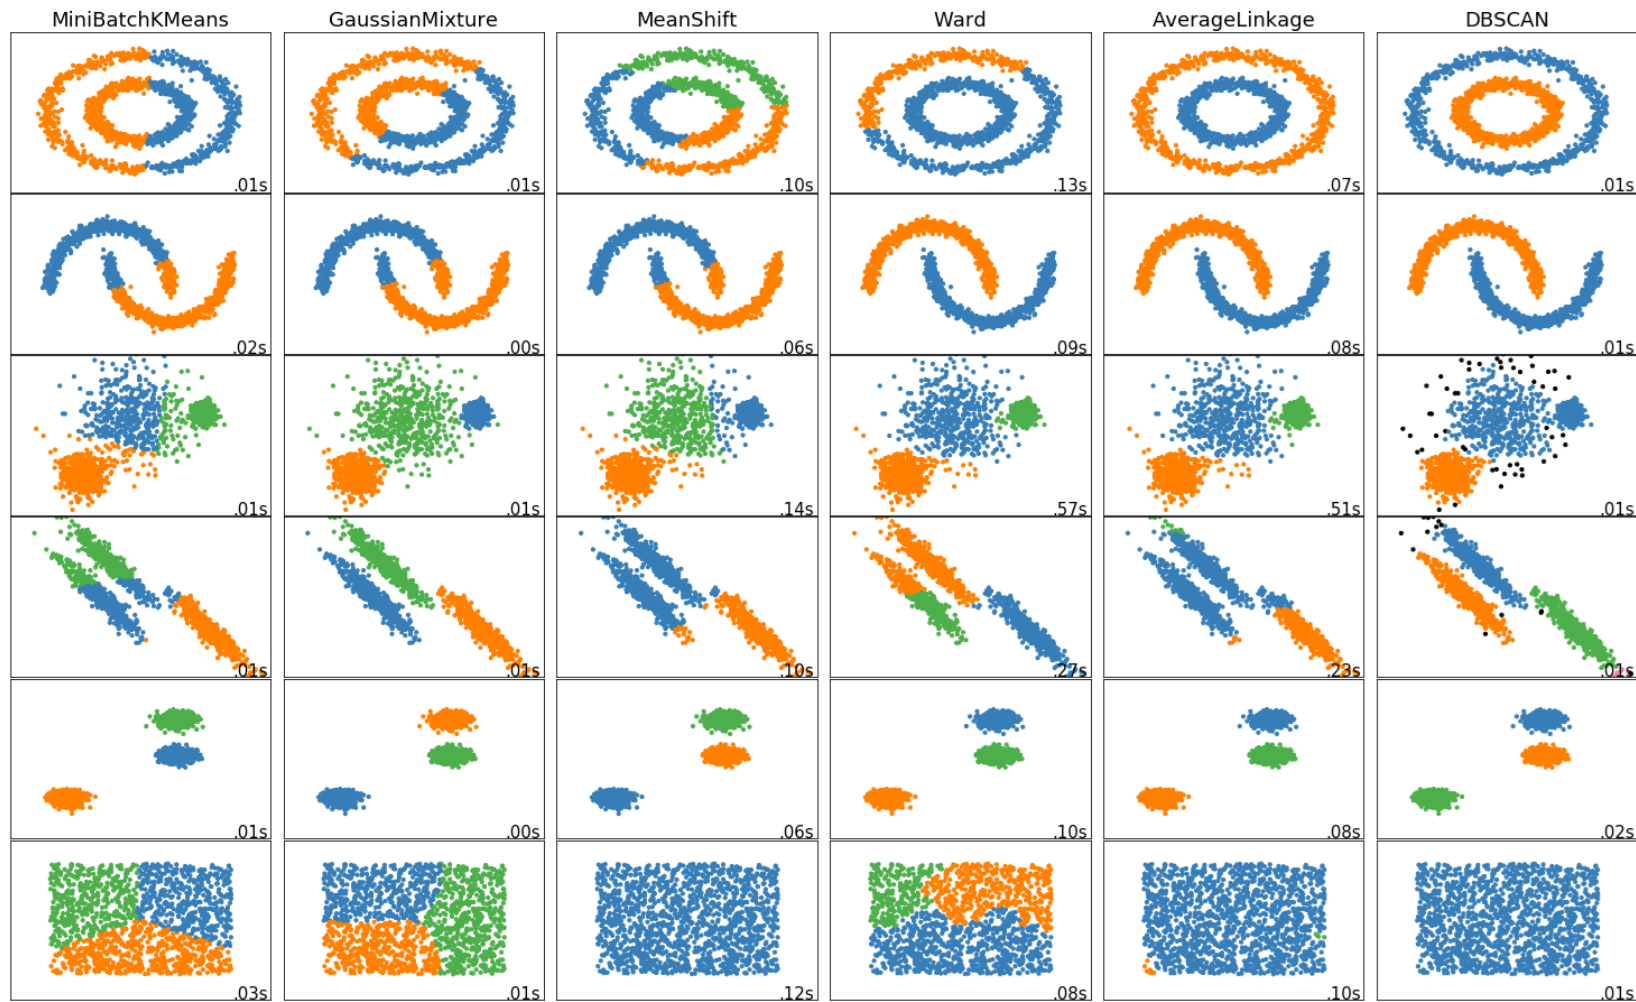 MiniBatchKMeans GaussianMixture MeanShift Ward AverageLinkage DBSCAN
.01s .01s .10s .13s .07s .01s
.02s .00s .06s .09s .08s .01s
.01s .01s .14s .57s .51s .01s
.01s .01s .10s .27s .23s .01s
.01s .00s .06s .10s .08s .02s
.03s .01s .12s .08s .10s .01s